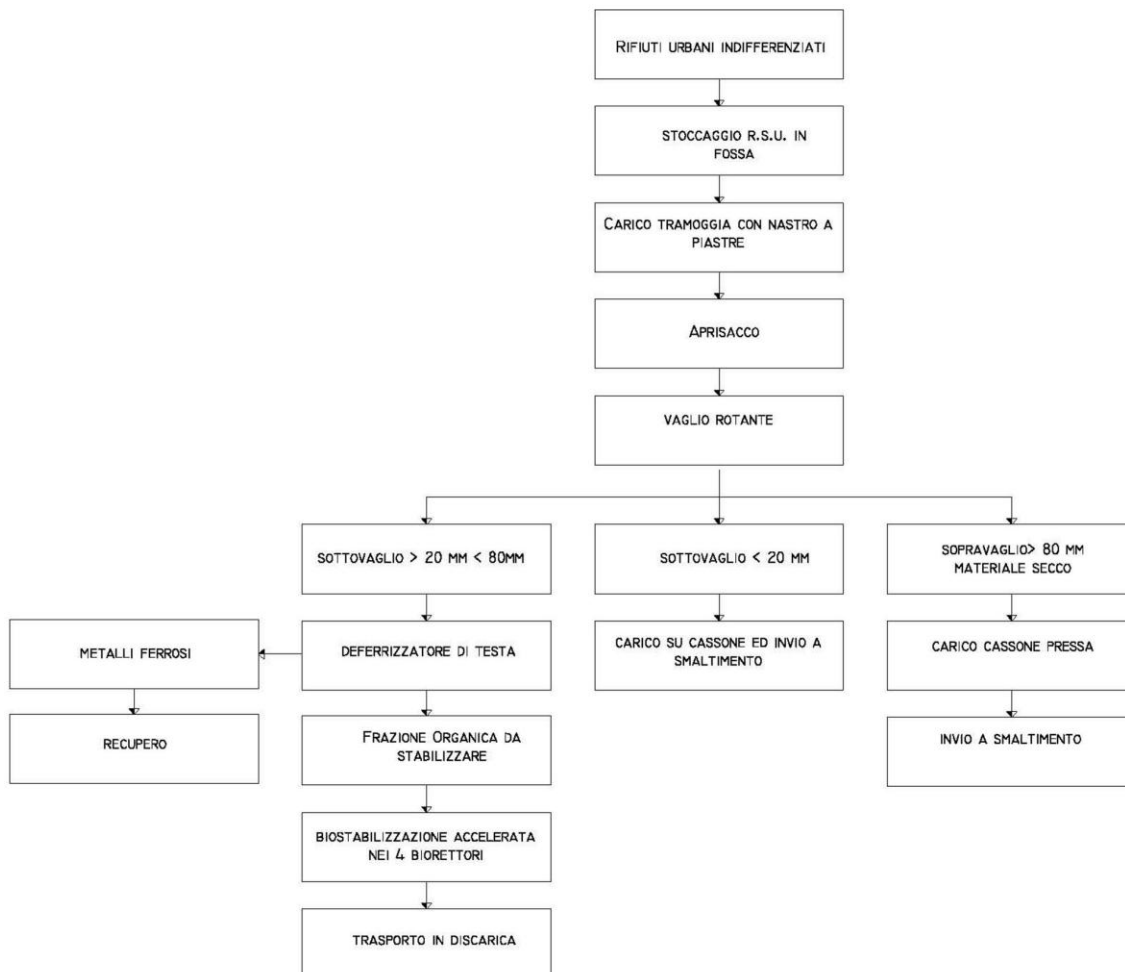 RIFIUTI URBANI INDIFFERENZIATI
STOCCAGGIO R.S.U. IN
FOSSA
CARICO TRAMOGGIA CON NASTRO A
PIASTRE
APRISACCO
VAGLIO ROTANTE
SOTTOVAGLIO > 20 MM < 80MM
SOTTOVAGLIO < 20 MM
SOPRAVAGLIO> 80 MM
MATERIALE SECCO
METALLI FERROSI
DEFERRIZZATORE DI TESTA
CARICO SU CASSONE ED INVIO A
SMALTIMENTO
CARICO CASSONE PRESSA
RECUPERO
FRAZIONE ORGANICA DA
STABILIZZARE
INVIO A SMALTIMENTO
BIOSTABILIZZAZIONE ACCELERATA
NEI 4 BIORETTORI
TRASPORTO IN DISCARICA